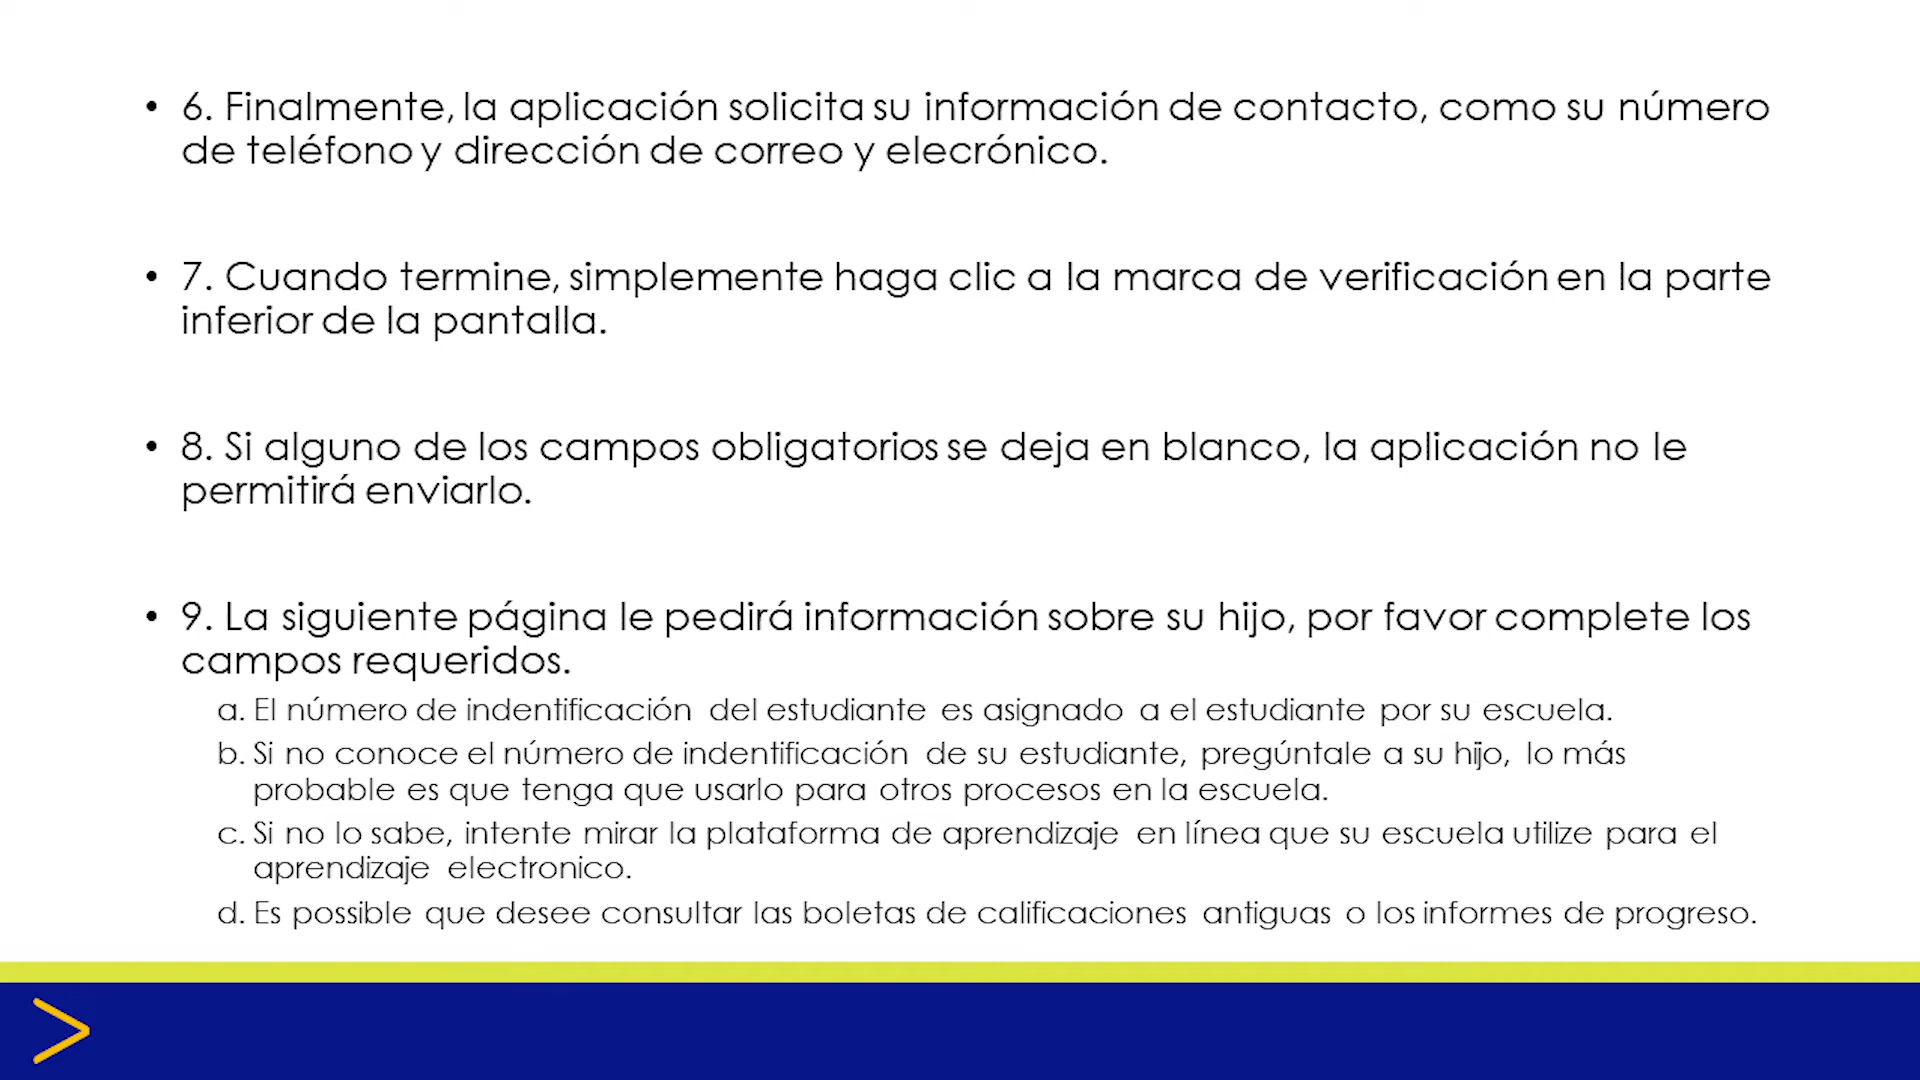 • 6. Finalmente, la aplicación solicita su información de contacto, como su número
de teléfono y dirección de correo y elecrónico.
• 7. Cuando termine, simplemente haga clic a la marca de verificación en la parte
inferior de la pantalla.
• 8. Si alguno de los campos obligatorios se deja en blanco, la aplicación no le
permitirá enviarlo.
• 9. La siguiente página le pedirá información sobre su hijo, por favor complete los
campos requeridos.
a. El número de indentificación del estudiante es asignado a el estudiante por su escuela.
b. Si no conoce el número de indentificación de su estudiante, pregúntale a su hijo, lo más
probable es que tenga que usarlo para otros procesos en la escuela.
c. Si no lo sabe, intente mirar la plataforma de aprendizaje en línea que su escuela utilize para el
aprendizaje electronico.
d. Es possible que desee consultar las boletas de calificaciones antiguas o los informes de progreso.